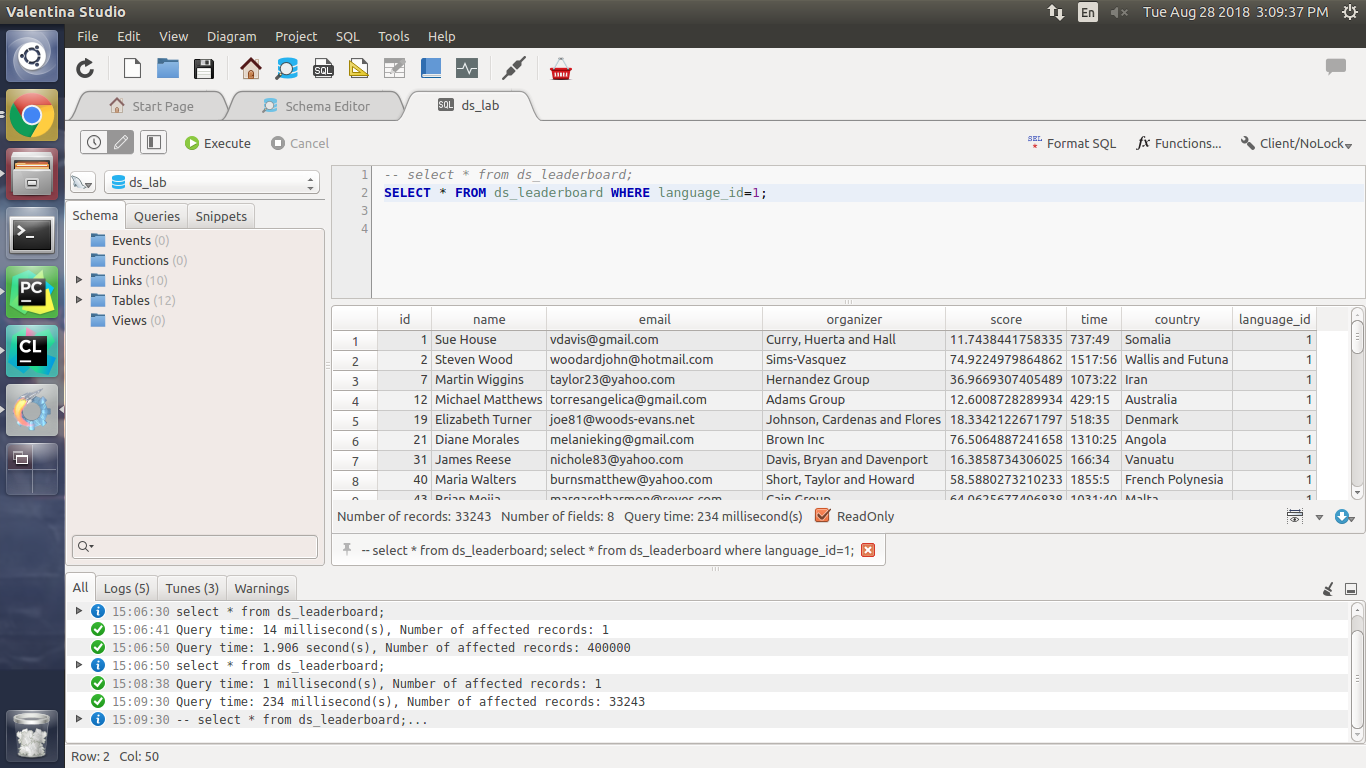 Valentina Studio
En
Tue Aug 28 2018 3:09:37 PM
File Edit View Diagram Project SQL Tools Help
SQL
Start Page
Schema Editor
SQL ds_lab
Execute Cancel
SEL Format SQL fx Functions... Client/NoLock
ds_lab
Schema Queries Snippets
Events (0)
Functions (0)
Links (10)
Tables (12)
Views (0)
PC
CL
1 -- select * from ds_leaderboard;
2 SELECT * FROM ds_leaderboard WHERE language_id=1;
3
4
id name email organizer score time country language_id
1 1 Sue House vdavis@gmail.com Curry, Huerta and Hall 11.7438441758335 737:49 Somalia 1
2 2 Steven Wood woodardjohn@hotmail.com Sims-Vasquez 74.9224979864862 1517:56 Wallis and Futuna 1
3 7 Martin Wiggins taylor23@yahoo.com Hernandez Group 36.9669307405489 1073:22 Iran 1
4 12 Michael Matthews torresangelica@gmail.com Adams Group 12.6008728289934 429:15 Australia 1
5 19 Elizabeth Turner joe81@woods-evans.net Johnson, Cardenas and Flores 18.3342122671797 518:35 Denmark 1
6 21 Diane Morales melanieking@gmail.com Brown Inc 76.5064887241658 1310:25 Angola 1
7 31 James Reese nichole83@yahoo.com Davis, Bryan and Davenport 16.3858734306025 166:34 Vanuatu 1
8 40 Maria Walters burnsmatthew@yahoo.com Short, Taylor and Howard 58.5880273210233 1855:5 French Polynesia 1
9 43 Brian Mejia margaretharmon@reyes.com Cain Group 64.0625677406838 1031:40 Malta 1
Number of records: 33243 Number of fields: 8 Query time: 234 millisecond(s) ReadOnly
-- select * from ds_leaderboard; select * from ds_leaderboard where language_id=1;
All Logs (5) Tunes (3) Warnings
15:06:30 select * from ds_leaderboard;
15:06:41 Query time: 14 millisecond(s), Number of affected records: 1
15:06:50 Query time: 1.906 second(s), Number of affected records: 400000
15:06:50 select * from ds_leaderboard;
15:08:38 Query time: 1 millisecond(s), Number of affected records: 1
15:09:30 Query time: 234 millisecond(s), Number of affected records: 33243
15:09:30 -- select * from ds_leaderboard;...
Row: 2 Col: 50